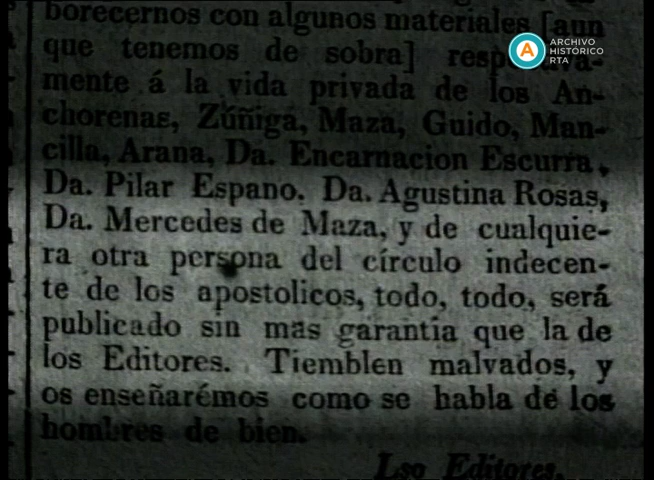 borecernos con algunos materiales [aun
que tenemos de sobra] respectiva-
mente á la vida privada de los An-
chorenas, Zúñiga, Maza, Guido, Man-
cilla, Arana, Da. Encarnacion Escurra,
Da. Pilar Espano. Da. Agustina Rosas,
Da. Mercedes de Maza, y de cualquie-
ra otra persona del círculo indecen-
te de los apostolicos, todo, todo, será
publicado sin mas garantia que la de
los Editores. Tiemblen malvados, y
os enseñarémos como se habla de los
hombres de bien.
Lso Editores.
A
ARCHIVO
HISTÓRICO
RTA